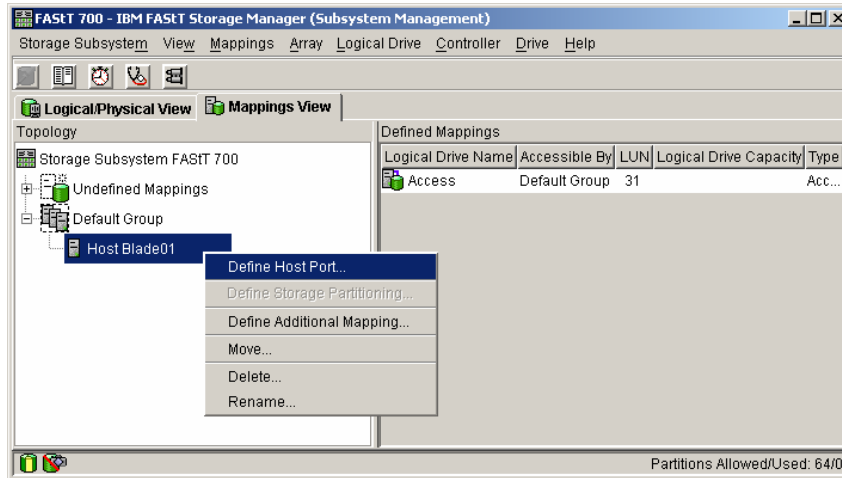 FAStT 700 - IBM FAStT Storage Manager (Subsystem Management)
Storage Subsystem View Mappings Array Logical Drive Controller Drive Help
Logical/Physical View Mappings View
Topology
Defined Mappings
Storage Subsystem FAStT 700
Logical Drive Name Accessible By LUN Logical Drive Capacity Type
Undefined Mappings
Access Default Group 31 Acc...
Default Group
Host Blade01
Define Host Port...
Define Storage Partitioning...
Define Additional Mapping...
Move...
Delete...
Rename...
Partitions Allowed/Used: 64/0